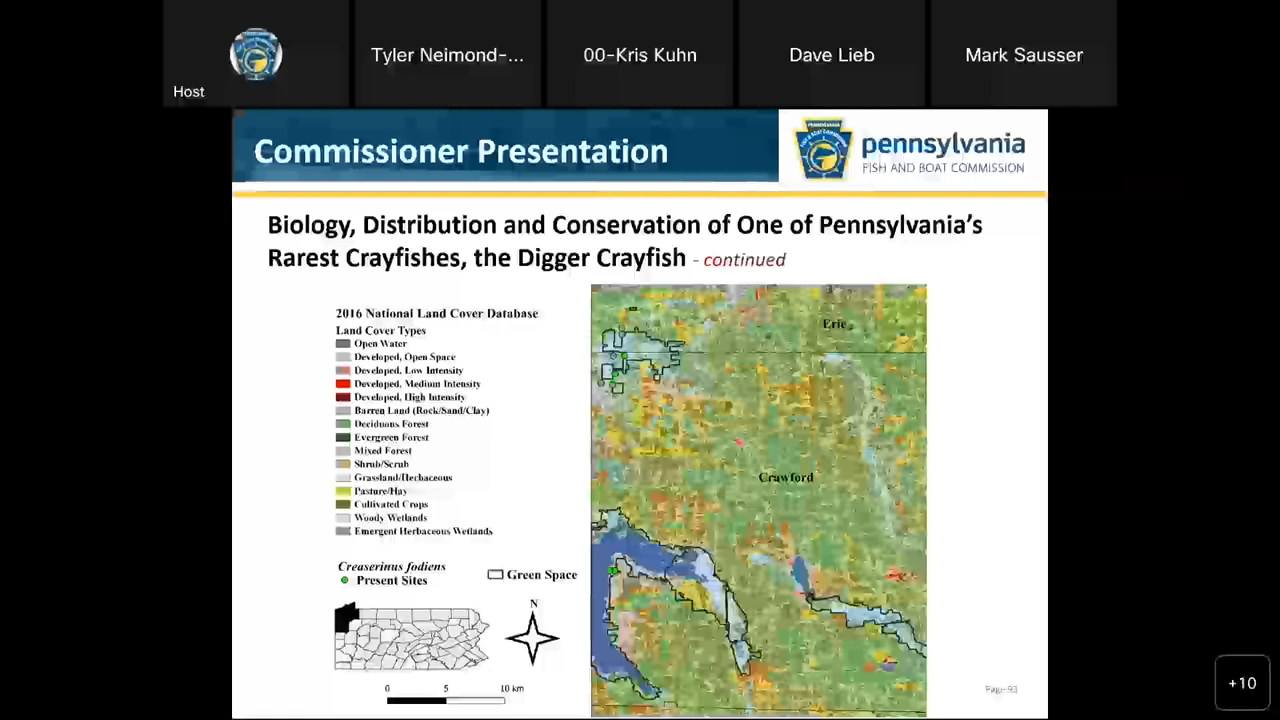 Host
Tyler Neimond-...
00-Kris Kuhn
Dave Lieb
Mark Sausser
Commissioner Presentation
pennsylvania
FISH AND BOAT COMMISSION
Biology, Distribution and Conservation of One of Pennsylvania's
Rarest Crayfishes, the Digger Crayfish - continued
2016 National Land Cover Database
Land Cover Types
Open Water
Developed, Open Space
Developed, Low Intensity
Developed, Medium Intensity
Developed, High Intensity
Barren Land (Rock/Sand/Clay)
Deciduous Forest
Evergreen Forest
Mixed Forest
Shrub/Scrub
Grassland/Herbaceous
Pasture/Hay
Cultivated Crops
Woody Wetlands
Emergent Herbaceous Wetlands
Creaserinus fodiens
Present Sites
Green Space
N
0 5 10 km
Erie
Crawford
+10